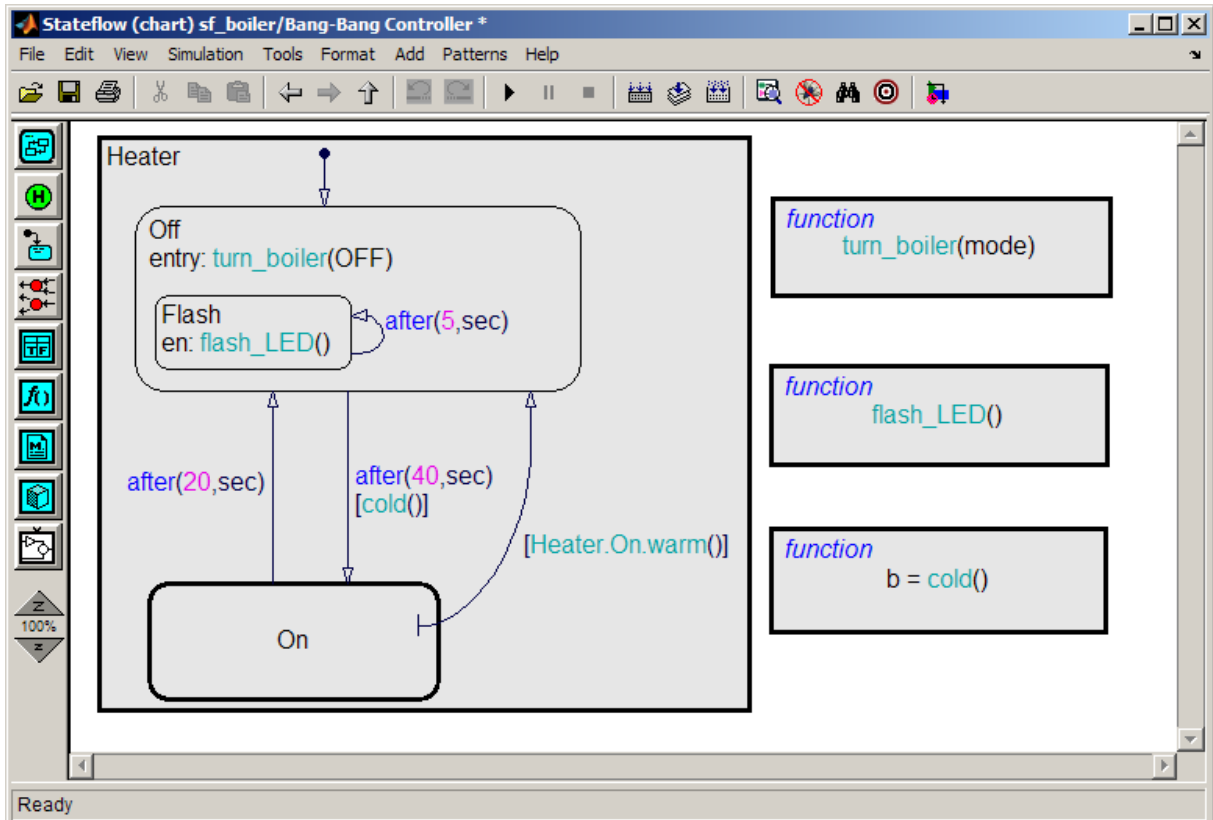 Stateflow (chart) sf_boiler/Bang-Bang Controller *
File Edit View Simulation Tools Format Add Patterns Help
Heater
Off
entry: turn_boiler(OFF)
Flash
en: flash_LED()
after(5,sec)
after(20,sec)
after(40,sec)
[cold()]
[Heater.On.warm()]
On
function
turn_boiler(mode)
function
flash_LED()
function
b = cold()
H
TF
f()
M
Z
100%
z
Ready